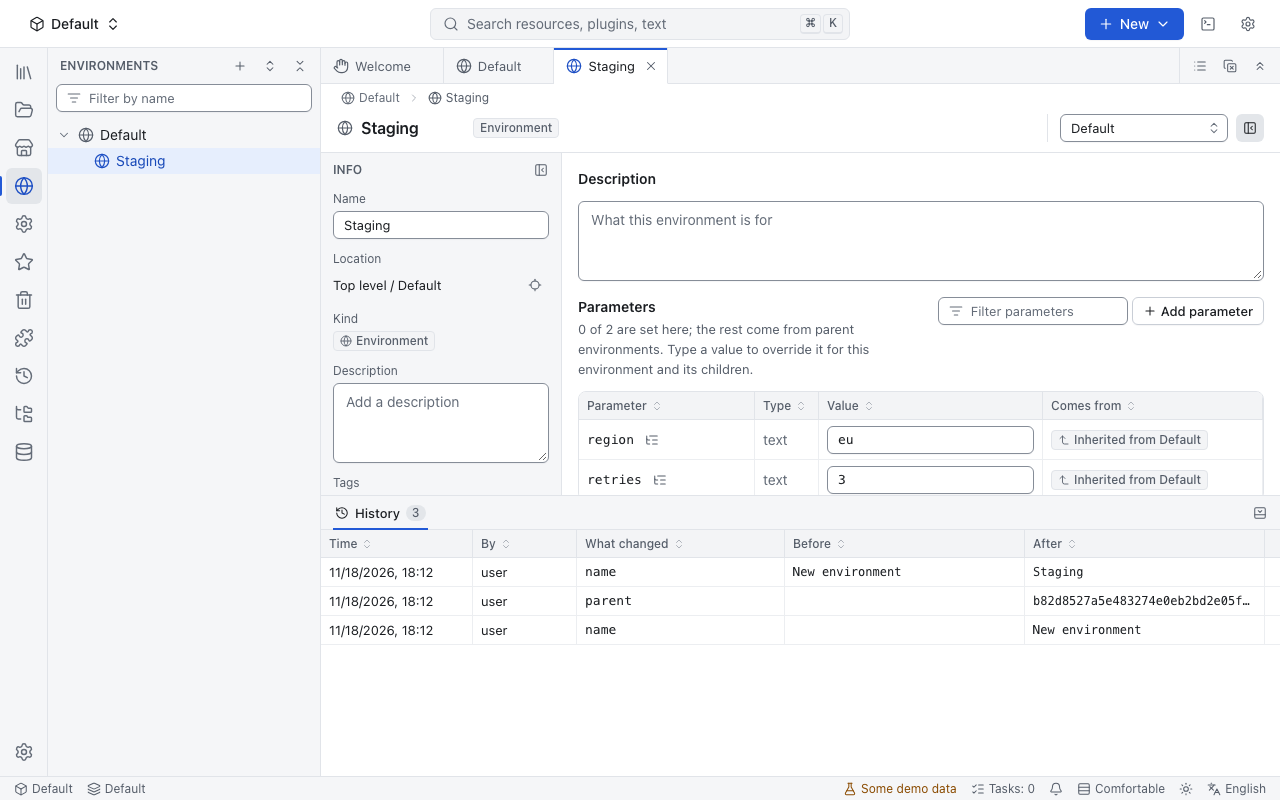 Default
Search resources, plugins, text
⌘ K
New
ENVIRONMENTS
Filter by name
Default
Staging
Welcome
Default
Staging
Default
Staging
Staging
Environment
Default
INFO
Name
Staging
Location
Top level / Default
Kind
Environment
Description
Add a description
Tags
Description
What this environment is for
Parameters
0 of 2 are set here; the rest come from parent
environments. Type a value to override it for this
environment and its children.
Filter parameters
Add parameter
Parameter Type Value Comes from
region text eu Inherited from Default
retries text 3 Inherited from Default
History 3
Time By What changed Before After
11/18/2026, 18:12 user name New environment Staging
11/18/2026, 18:12 user parent b82d8527a5e483274e0eb2bd2e05f…
11/18/2026, 18:12 user name New environment
Default
Default
Some demo data
Tasks: 0
Comfortable
English